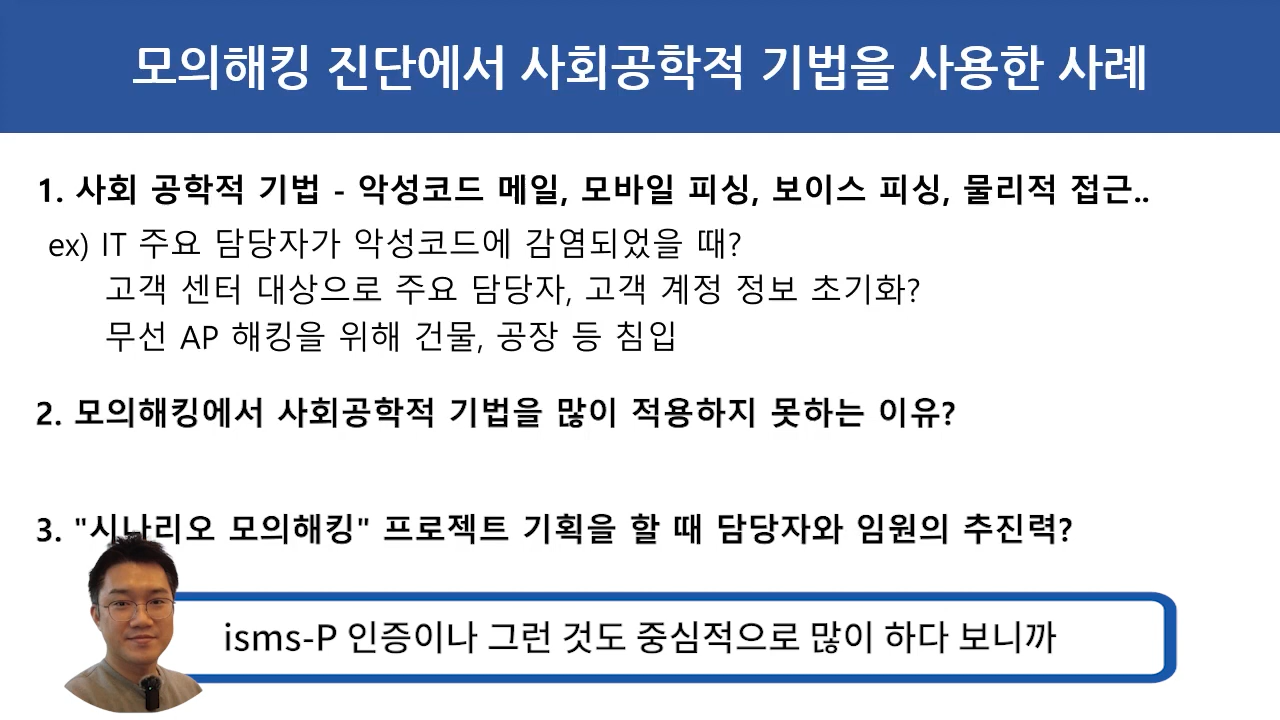 모의해킹 진단에서 사회공학적 기법을 사용한 사례
1. 사회 공학적 기법 - 악성코드 메일, 모바일 피싱, 보이스 피싱, 물리적 접근..
ex) IT 주요 담당자가 악성코드에 감염되었을 때?
고객 센터 대상으로 주요 담당자, 고객 계정 정보 초기화?
무선 AP 해킹을 위해 건물, 공장 등 침입
2. 모의해킹에서 사회공학적 기법을 많이 적용하지 못하는 이유?
3. "시나리오 모의해킹" 프로젝트 기획을 할 때 담당자와 임원의 추진력?
isms-P 인증이나 그런 것도 중심적으로 많이 하다 보니까